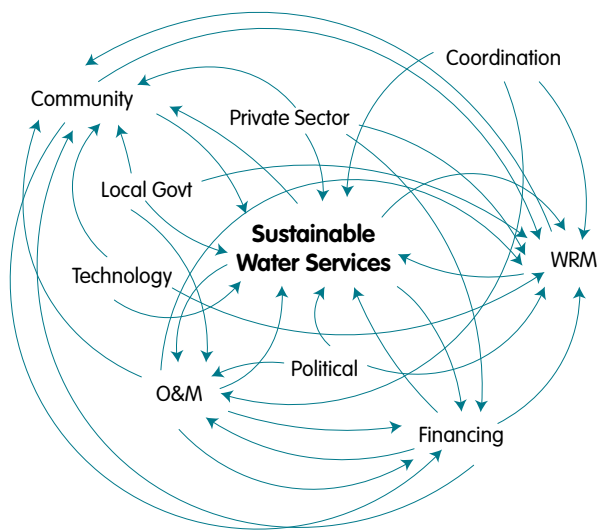 Coordination
Community
Private Sector
Local Govt
Sustainable
Water Services
WRM
Technology
Political
O&M
Financing